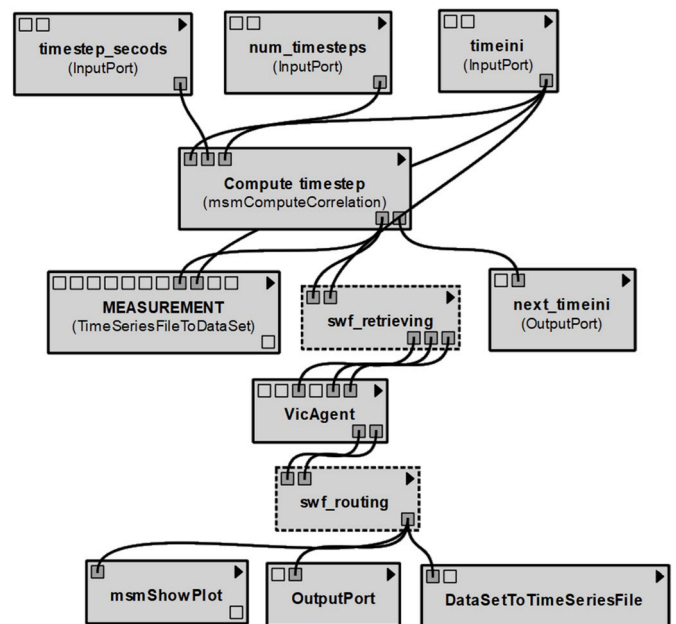 timestep_secods
(InputPort)
num_timesteps
(InputPort)
timeini
(InputPort)
Compute timestep
(msmComputeCorrelation)
MEASUREMENT
(TimeSeriesFileToDataSet)
swf_retrieving
next_timeini
(OutputPort)
VicAgent
swf_routing
msmShowPlot
OutputPort
DataSetToTimeSeriesFile